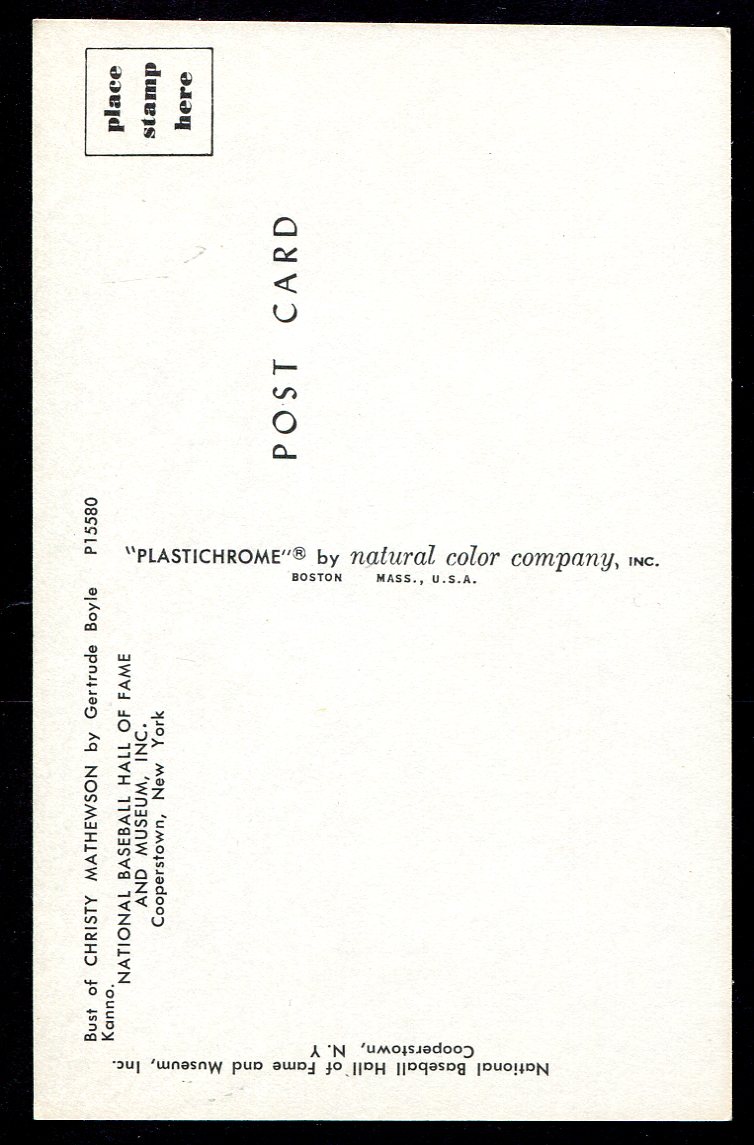 place
stamp
here
POST CARD
Bust of CHRISTY MATHEWSON by Gertrude Boyle P15580
Kanno.
NATIONAL BASEBALL HALL OF FAME
AND MUSEUM, INC.
Cooperstown, New York
"PLASTICHROME"® by natural color company, INC.
BOSTON MASS., U.S.A.
National Baseball Hall of Fame and Museum, Inc.
Cooperstown, N. Y